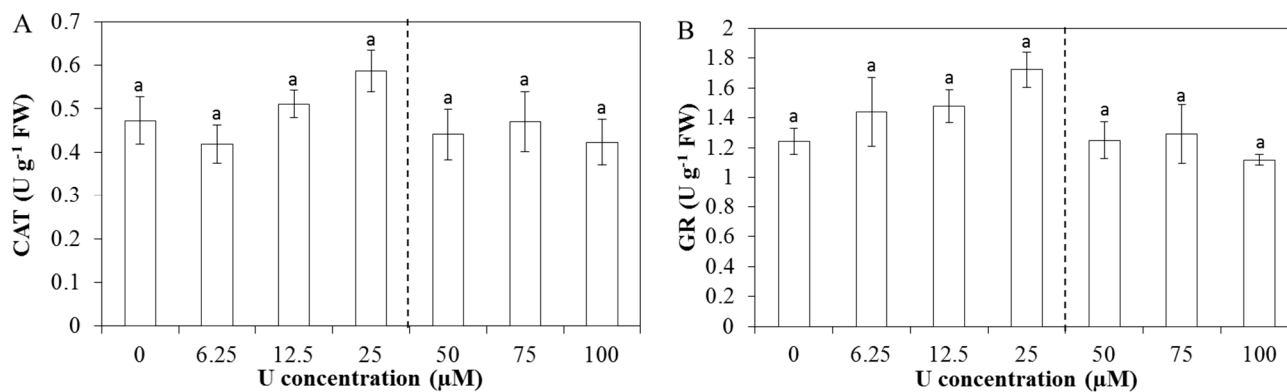 A
CAT (U g⁻¹ FW)
0.7
0.6
0.5
0.4
0.3
0.2
0.1
0
a a a a a a a
0 6.25 12.5 25 50 75 100
U concentration (µM)
B
GR (U g⁻¹ FW)
2
1.8
1.6
1.4
1.2
1
0.8
0.6
0.4
0.2
0
a a a a a a a
0 6.25 12.5 25 50 75 100
U concentration (µM)